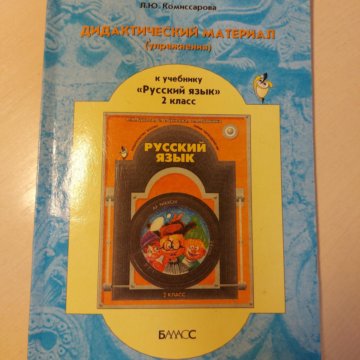 Л.Ю. Комиссарова
ДИДАКТИЧЕСКИЙ МАТЕРИАЛ
(упражнения)
к учебнику
«Русский язык»
2 класс
РУССКИЙ
ЯЗЫК
2 класс
БАЛАСС